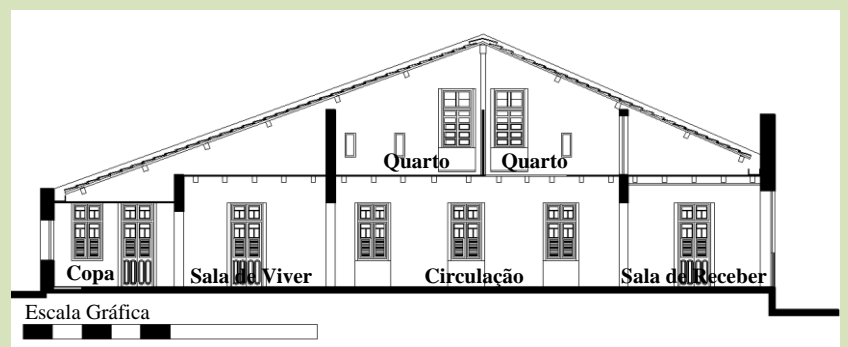 Quarto Quarto
Copa Sala de Viver Circulação Sala de Receber
Escala Gráfica